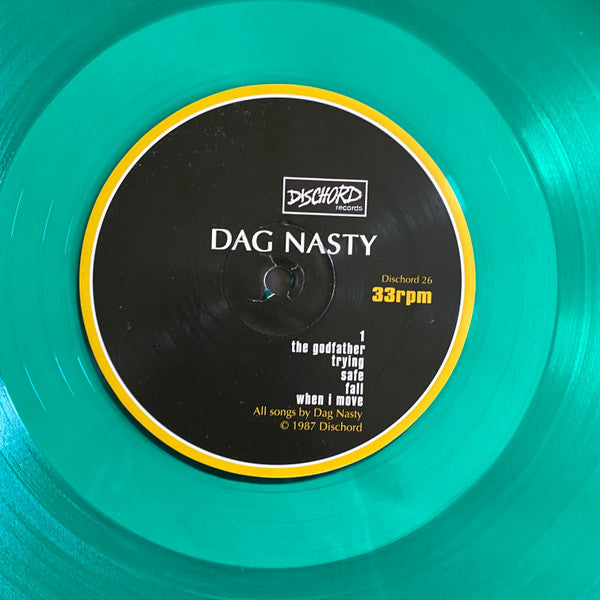 DISCHORD
records
DAG NASTY
Dischord 26
33rpm
1
the godfather
trying
safe
fall
when i move
All songs by Dag Nasty
© 1987 Dischord